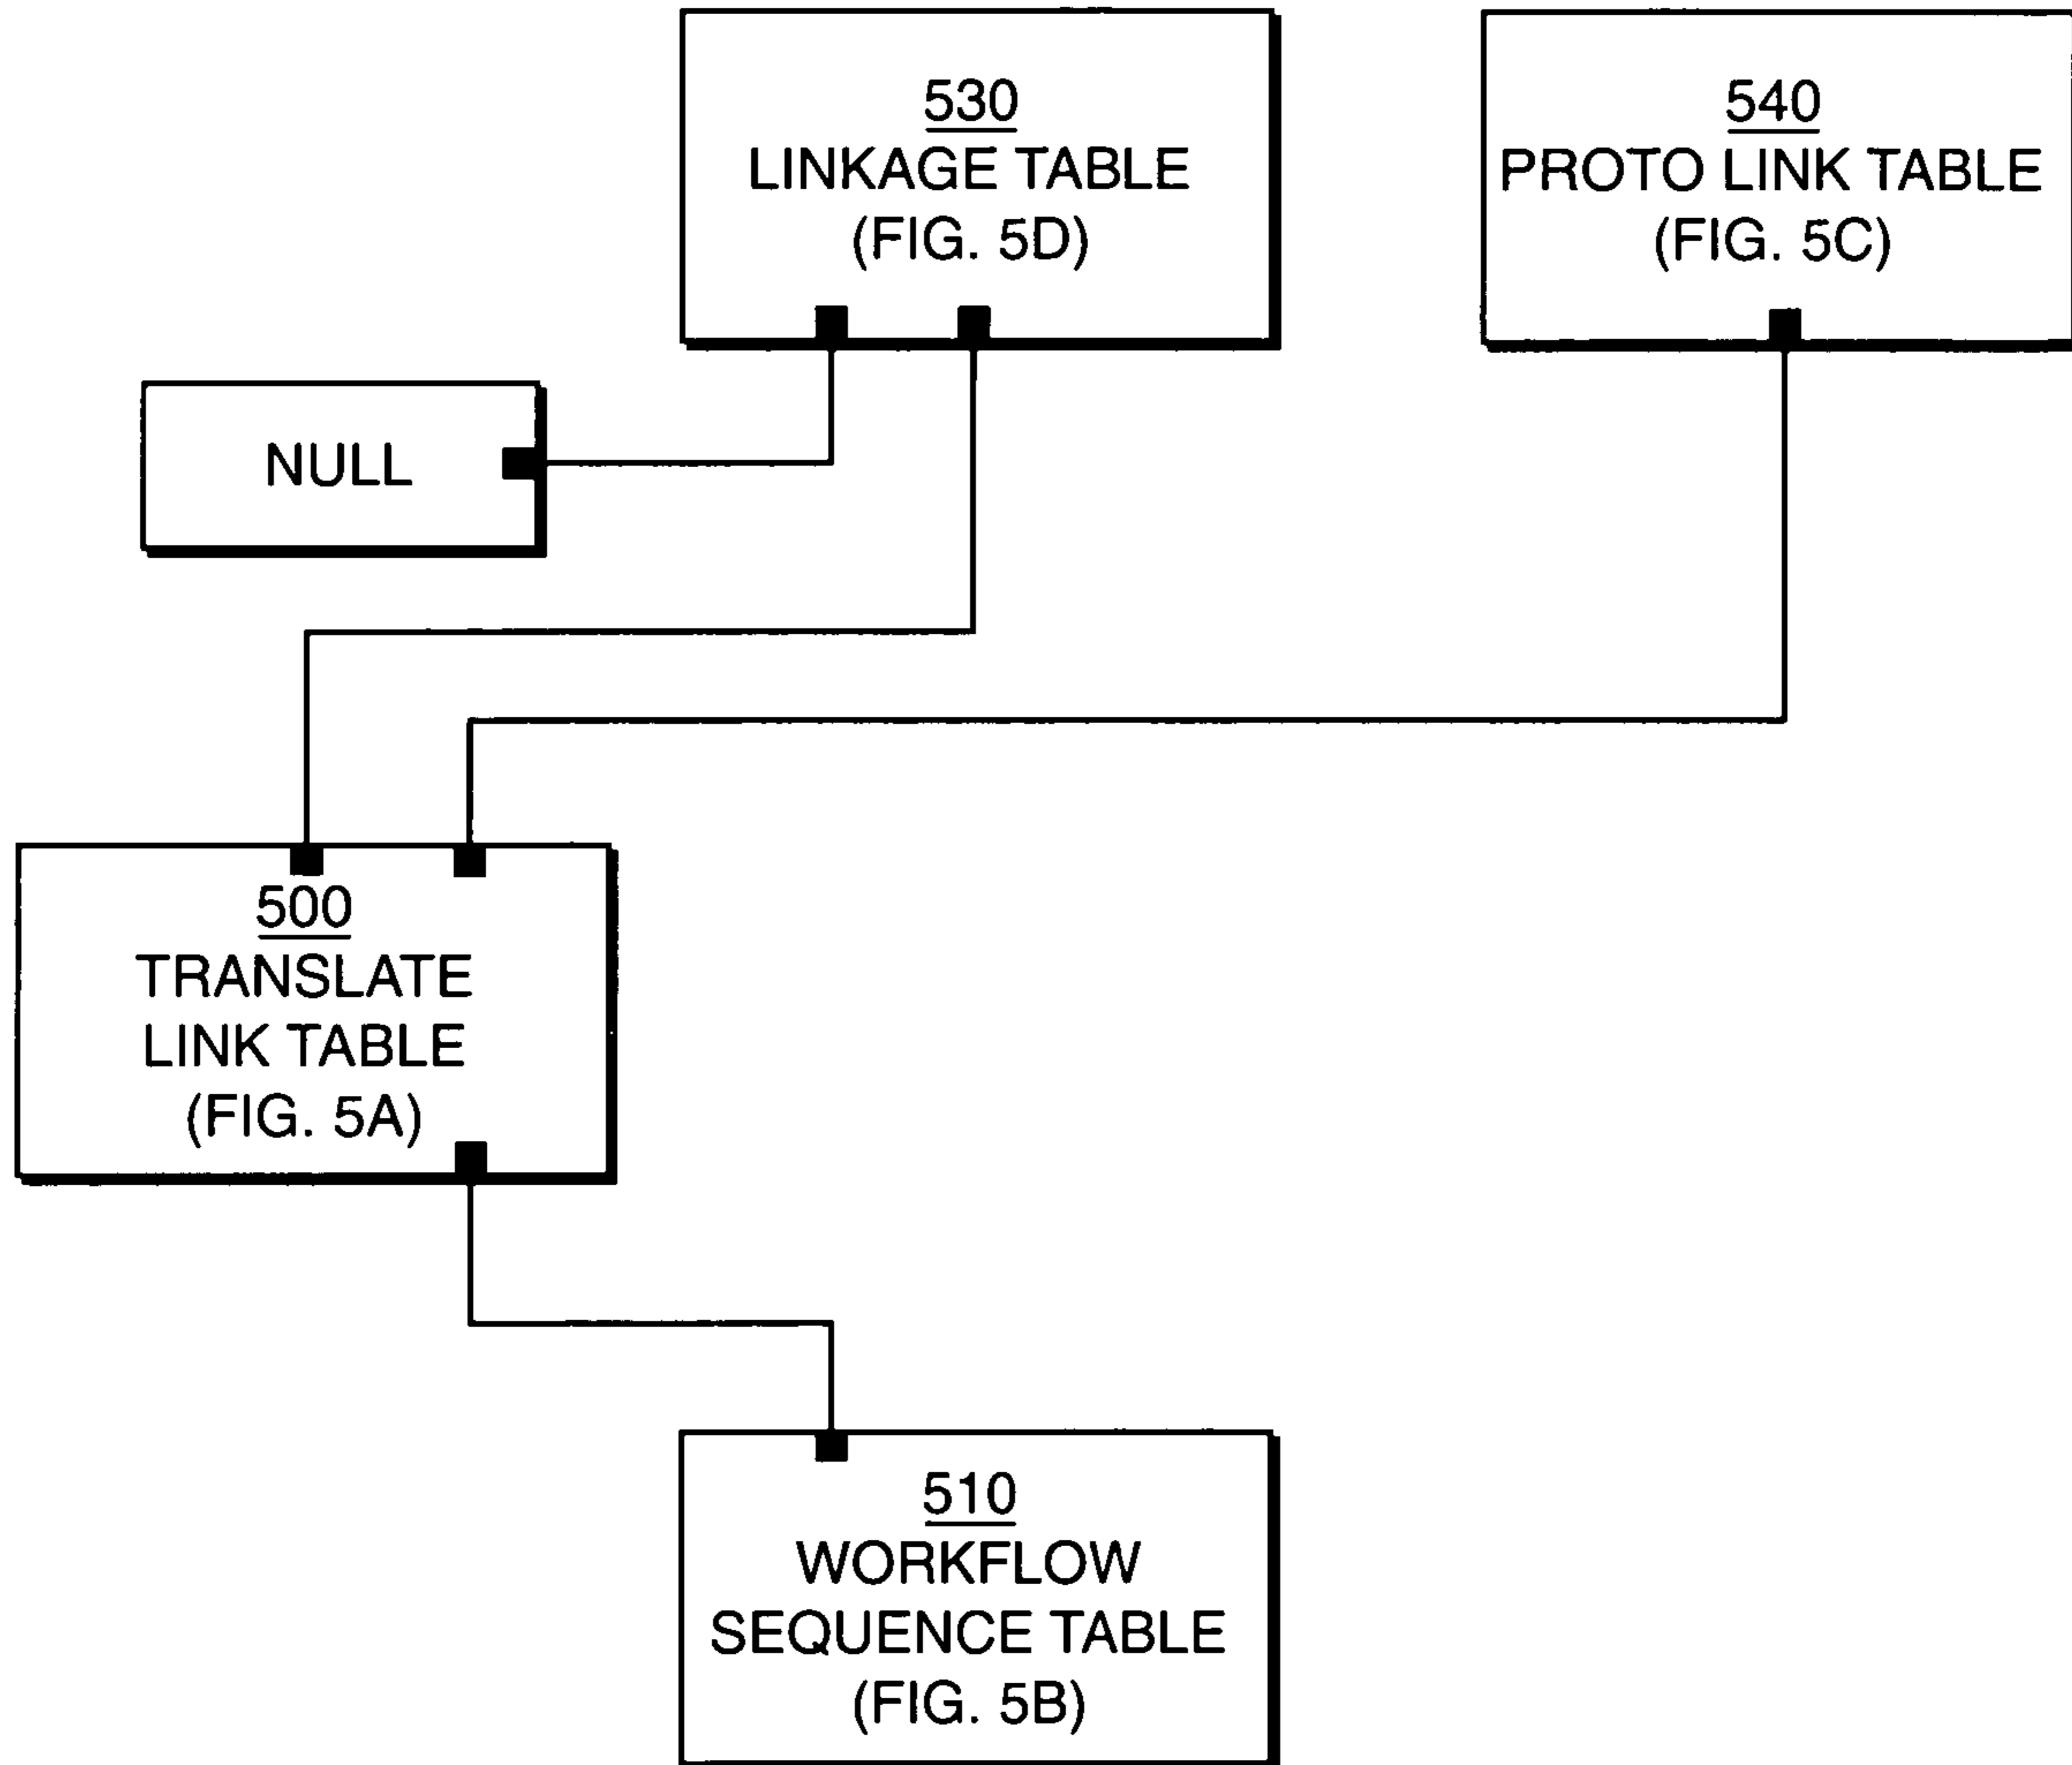 530
LINKAGE TABLE
(FIG. 5D)
540
PROTO LINK TABLE
(FIG. 5C)
NULL
500
TRANSLATE
LINK TABLE
(FIG. 5A)
510
WORKFLOW
SEQUENCE TABLE
(FIG. 5B)